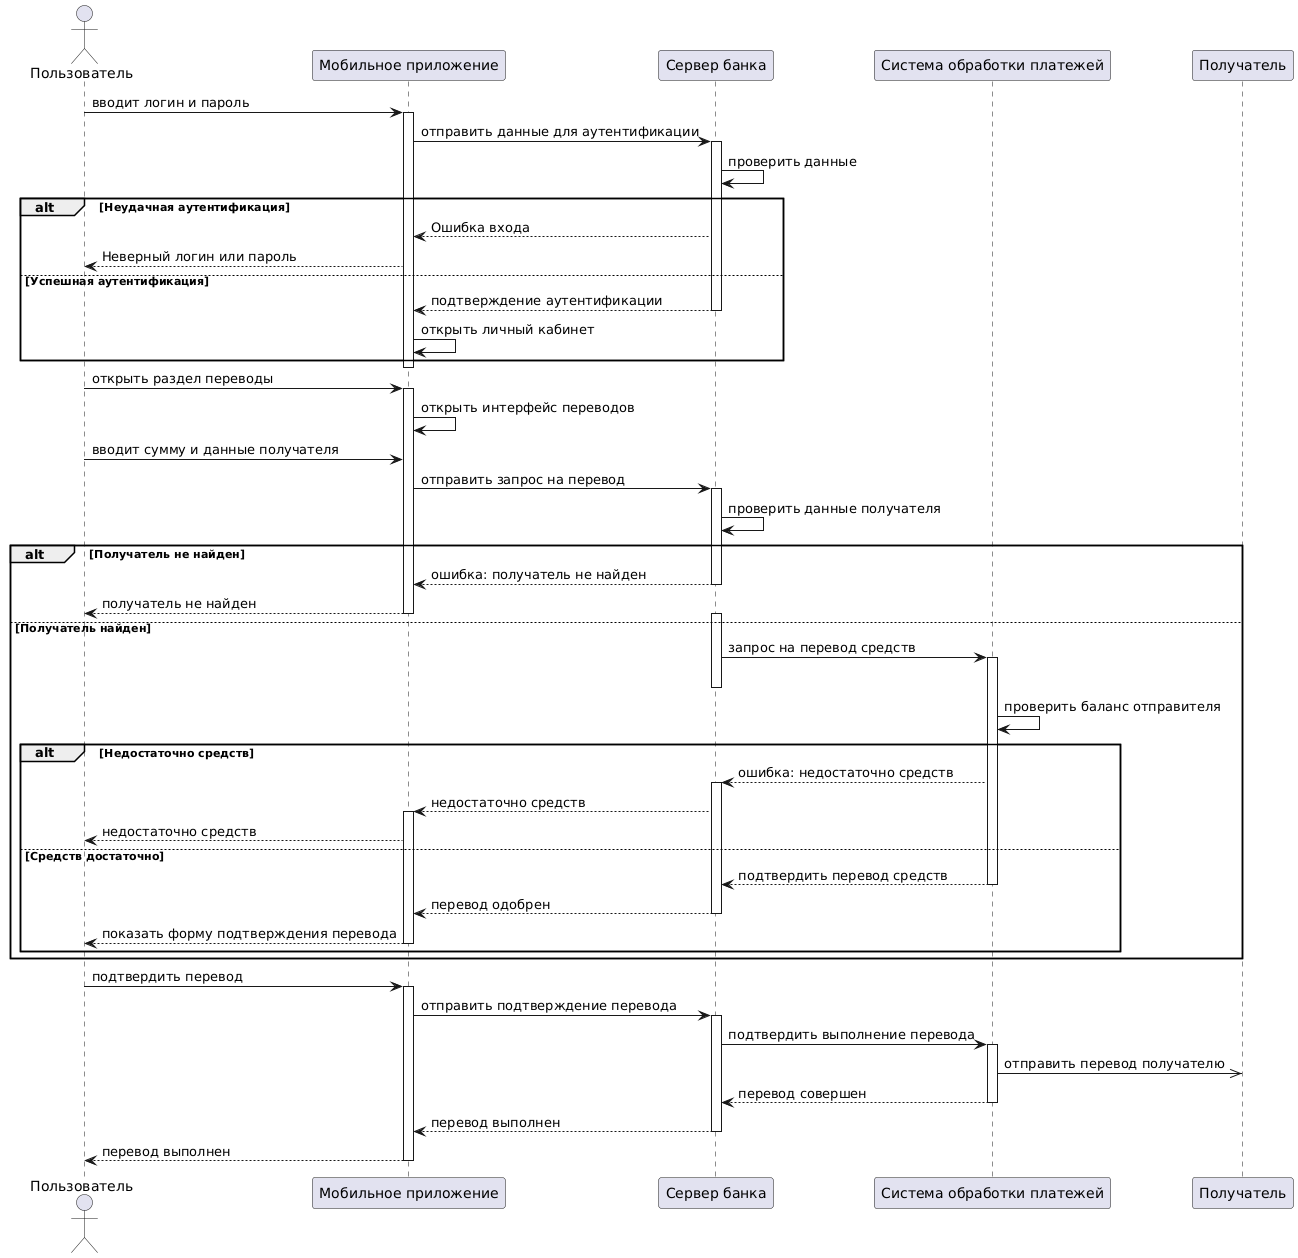 Пользователь
Мобильное приложение
Сервер банка
Система обработки платежей
Получатель
вводит логин и пароль
отправить данные для аутентификации
проверить данные
alt
[Неудачная аутентификация]
Ошибка входа
Неверный логин или пароль
[Успешная аутентификация]
подтверждение аутентификации
открыть личный кабинет
открыть раздел переводы
открыть интерфейс переводов
вводит сумму и данные получателя
отправить запрос на перевод
проверить данные получателя
alt
[Получатель не найден]
ошибка: получатель не найден
получатель не найден
[Получатель найден]
запрос на перевод средств
проверить баланс отправителя
alt
[Недостаточно средств]
ошибка: недостаточно средств
недостаточно средств
недостаточно средств
[Средств достаточно]
подтвердить перевод средств
перевод одобрен
показать форму подтверждения перевода
подтвердить перевод
отправить подтверждение перевода
подтвердить выполнение перевода
отправить перевод получателю
перевод совершен
перевод выполнен
перевод выполнен
Пользователь
Мобильное приложение
Сервер банка
Система обработки платежей
Получатель